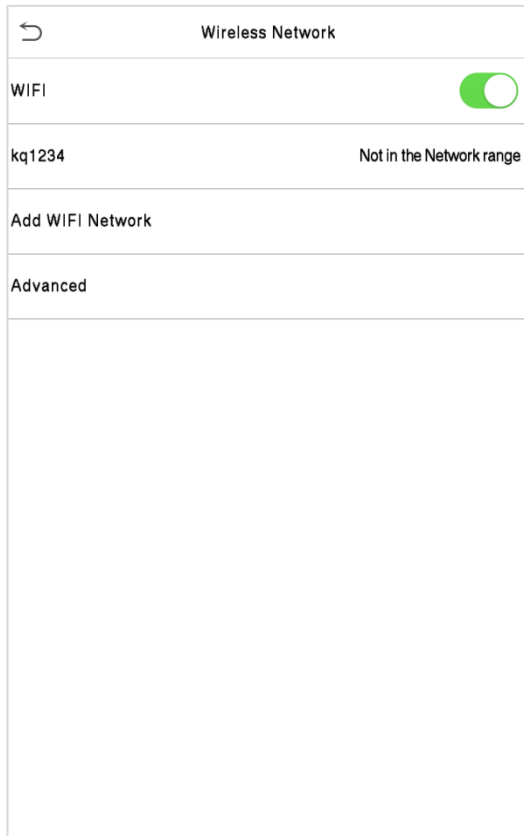 Wireless Network
WIFI
kq1234 Not in the Network range
Add WIFI Network
Advanced